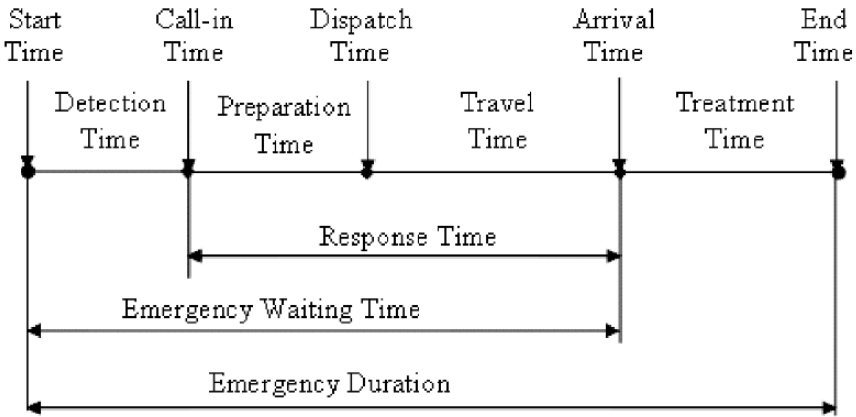 Start
Time
Call-in
Time
Dispatch
Time
Arrival
Time
End
Time
Detection
Time
Preparation
Time
Travel
Time
Treatment
Time
Response Time
Emergency Waiting Time
Emergency Duration